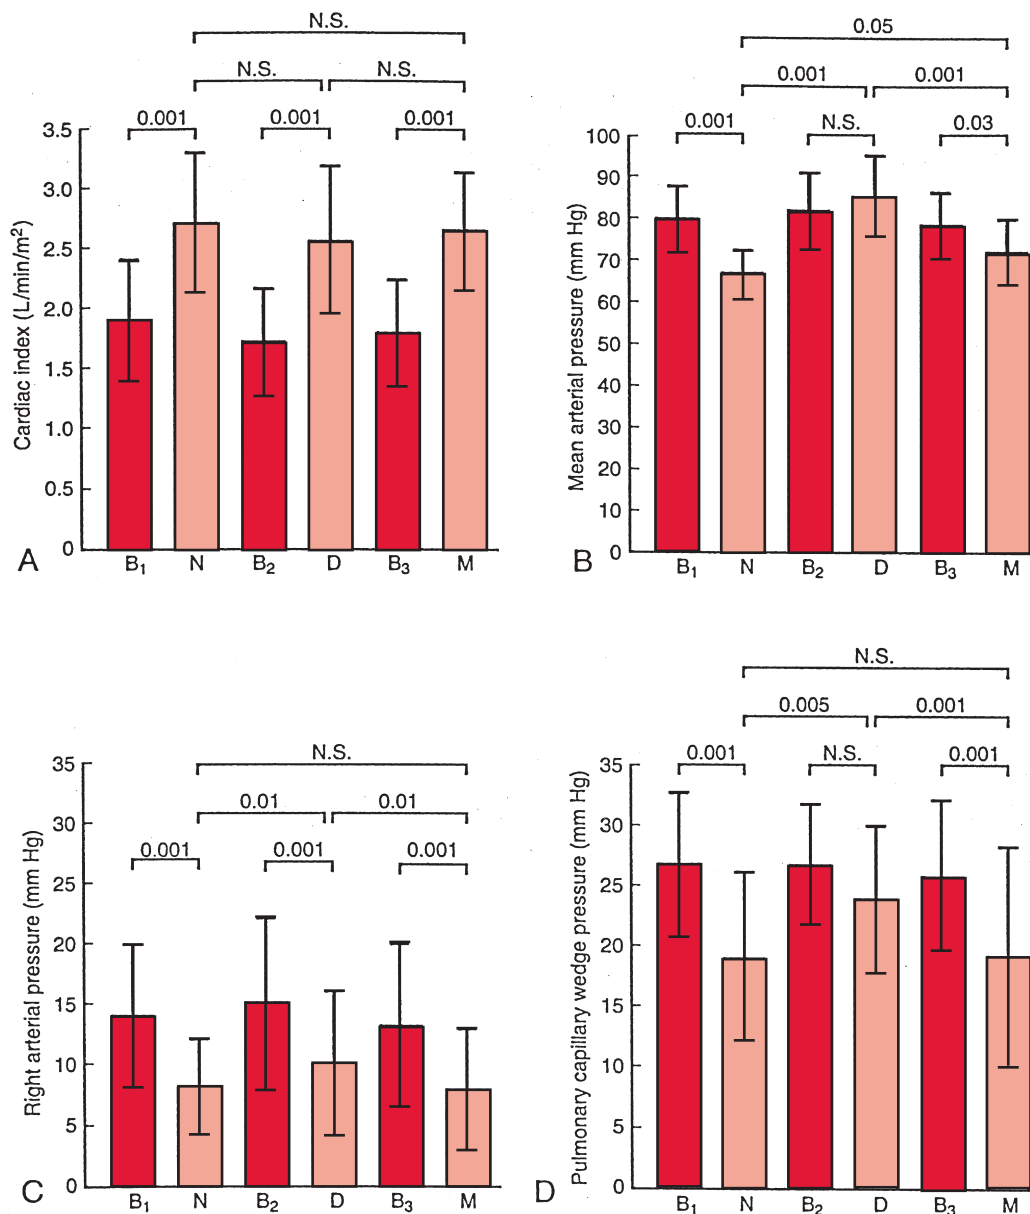 N.S.
N.S. N.S.
0.001 0.001 0.001
Cardiac index (L/min/m²)
3.5
3.0
2.5
2.0
1.5
1.0
0.5
0
B₁ N B₂ D B₃ M
A
0.05
0.001 0.001
0.001 N.S. 0.03
Mean arterial pressure (mm Hg)
100
90
80
70
60
50
40
30
20
10
0
B₁ N B₂ D B₃ M
B
N.S.
0.01 0.01
0.001 0.001 0.001
Right arterial pressure (mm Hg)
35
30
25
20
15
10
5
0
B₁ N B₂ D B₃ M
C
N.S.
0.005 0.001
0.001 N.S. 0.001
Pulmonary capillary wedge pressure (mm Hg)
35
30
25
20
15
10
5
0
B₁ N B₂ D B₃ M
D